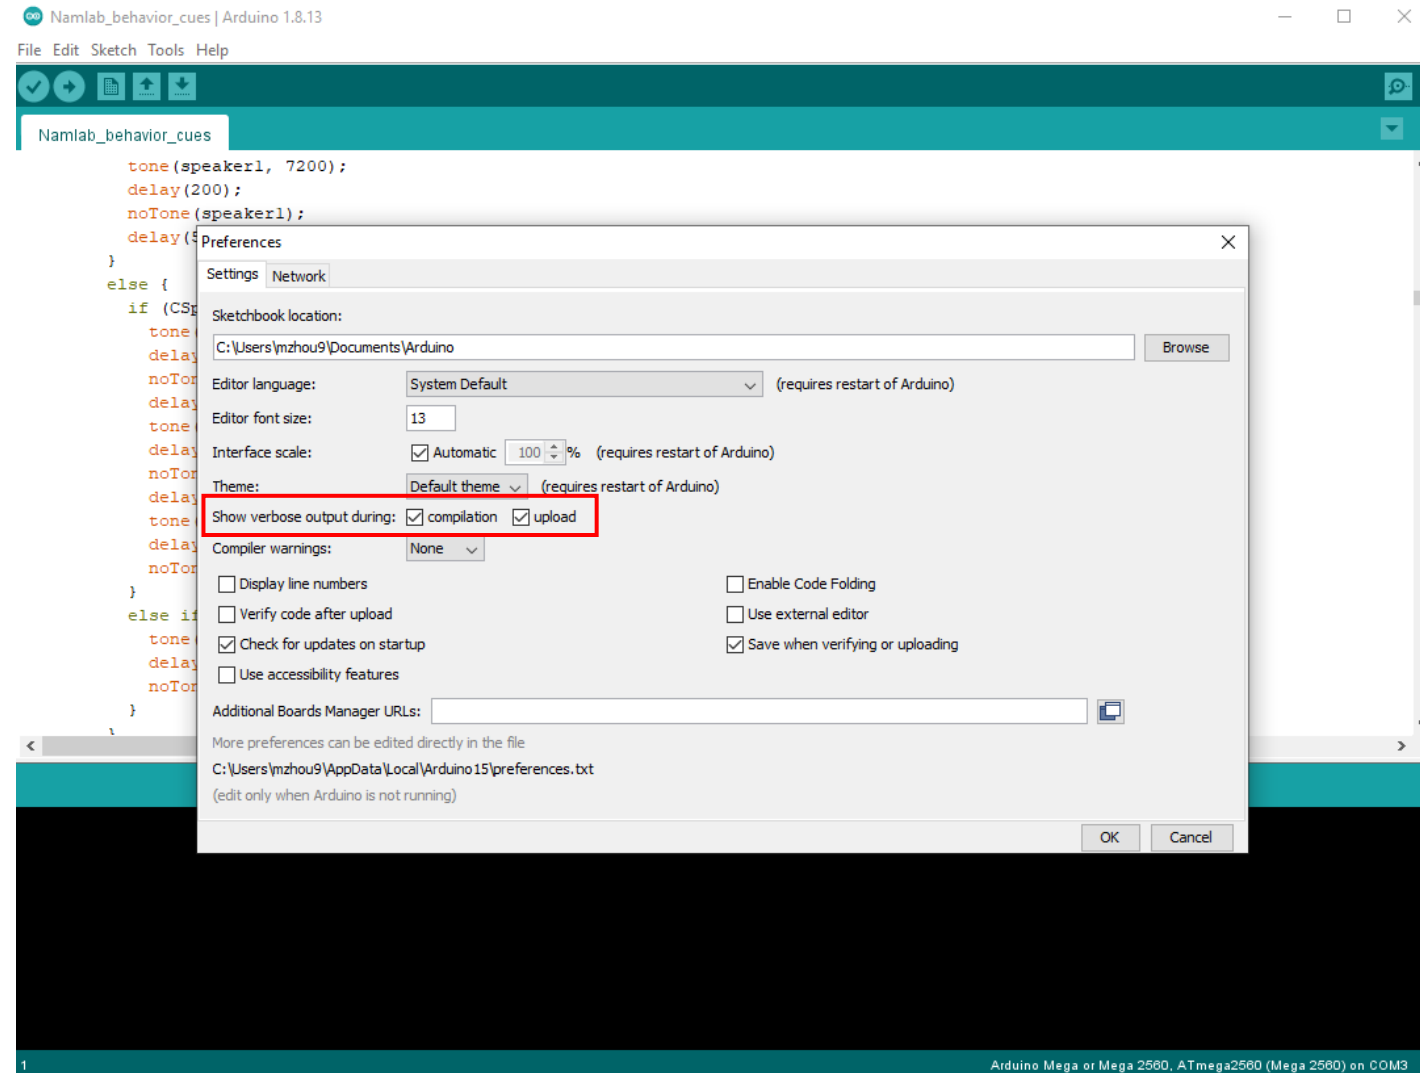 Namlab_behavior_cues | Arduino 1.8.13
File Edit Sketch Tools Help
Namlab_behavior_cues
tone(speaker1, 7200);
delay(200);
noTone(speaker1);
delay(5
}
else {
if (CSp
tone(
delay
noTon
delay
tone(
delay
noTon
delay
tone(
delay
noTon
}
else if
tone(
delay
noTon
}
Preferences
Settings Network
Sketchbook location:
C:\Users\mzhou9\Documents\Arduino Browse
Editor language: System Default (requires restart of Arduino)
Editor font size: 13
Interface scale: Automatic 100 % (requires restart of Arduino)
Theme: Default theme (requires restart of Arduino)
Show verbose output during: compilation upload
Compiler warnings: None
Display line numbers Enable Code Folding
Verify code after upload Use external editor
Check for updates on startup Save when verifying or uploading
Use accessibility features
Additional Boards Manager URLs:
More preferences can be edited directly in the file
C:\Users\mzhou9\AppData\Local\Arduino15\preferences.txt
(edit only when Arduino is not running)
OK Cancel
1 Arduino Mega or Mega 2560, ATmega2560 (Mega 2560) on COM3